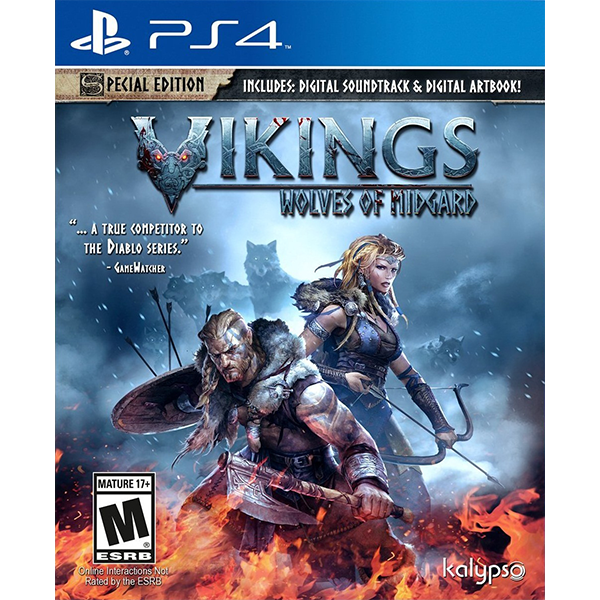 PS4™
SPECIAL EDITION
INCLUDES: DIGITAL SOUNDTRACK & DIGITAL ARTBOOK!
VIKINGS
WOLVES OF MIDGARD
“... A TRUE COMPETITOR TO
THE DIABLO SERIES.”
- GAMEWATCHER
MATURE 17+
M
ESRB
Online Interactions Not
Rated by the ESRB
kalypso